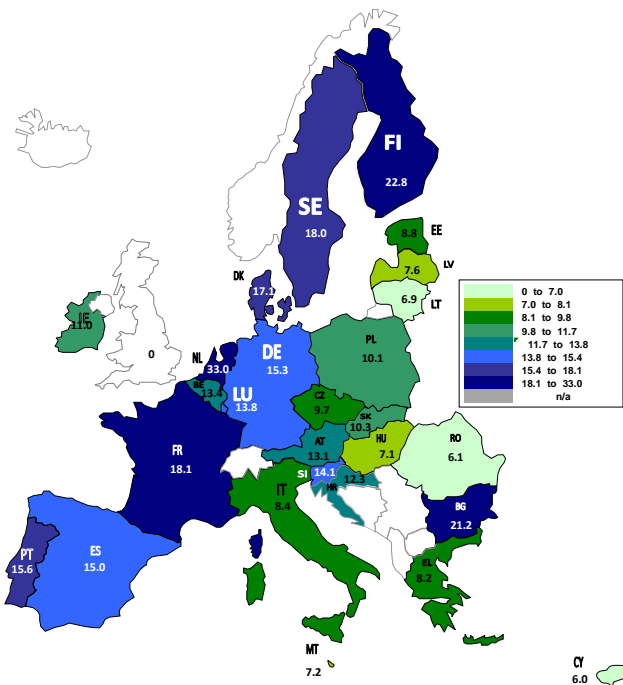 FI
22.8
SE
18.0
8.8
EE
7.6
LV
6.9
LT
DK
17.1
0 to 7.0
7.0 to 8.1
8.1 to 9.8
9.8 to 11.7
11.7 to 13.8
13.8 to 15.4
15.4 to 18.1
18.1 to 33.0
n/a
IE
11.0
0
NL
33.0
DE
15.3
PL
10.1
BE
13.4
LU
13.8
CZ
9.7
SK
10.3
AT
13.1
HU
7.1
RO
6.1
FR
18.1
SI
14.1
HR
12.3
IT
8.4
BG
21.2
PT
15.6
ES
15.0
EL
8.2
MT
7.2
CY
6.0